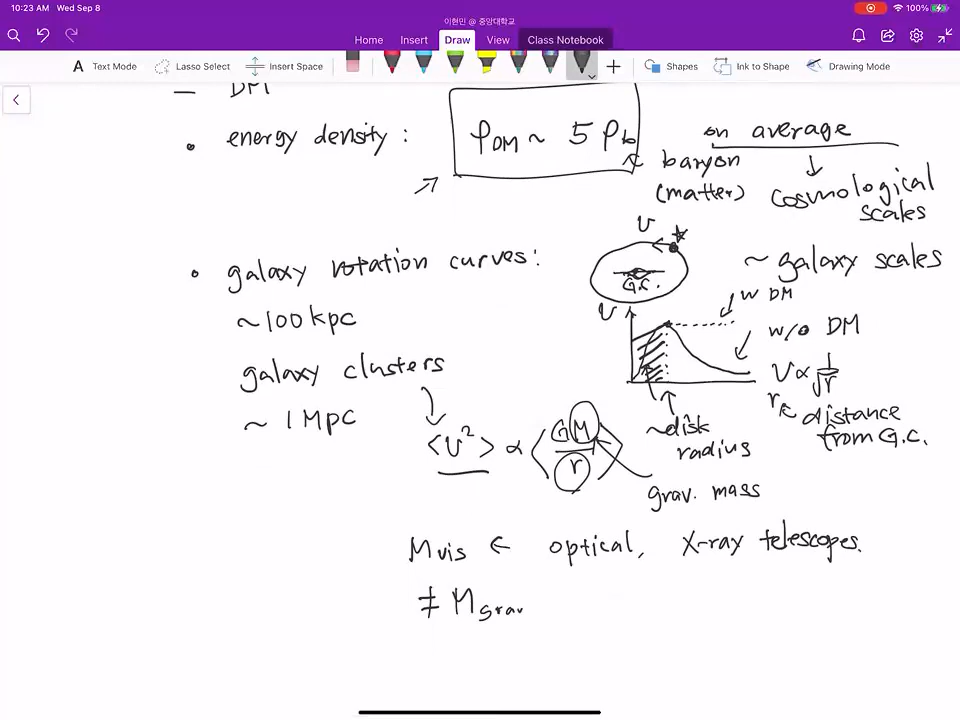 10:23 AM Wed Sep 8
100%
이현민 @ 중앙대학교
Home Insert Draw View Class Notebook
Text Mode Lasso Select Insert Space Shapes Ink to Shape Drawing Mode
– DM
• energy density : ρDM ~ 5 ρb on average
baryon
(matter)
↓
cosmological
scales
• galaxy rotation curves:
~ 100 kpc
galaxy clusters
~ 1 Mpc
v
G.C.
~ galaxy scales
v
w DM
w/o DM
v ∝ 1/√r
r
distance
from G.C.
~disk
radius
<v²> ∝ <GM/r>
grav. mass
Mvis ← optical, X-ray telescopes.
≠ Mgrav